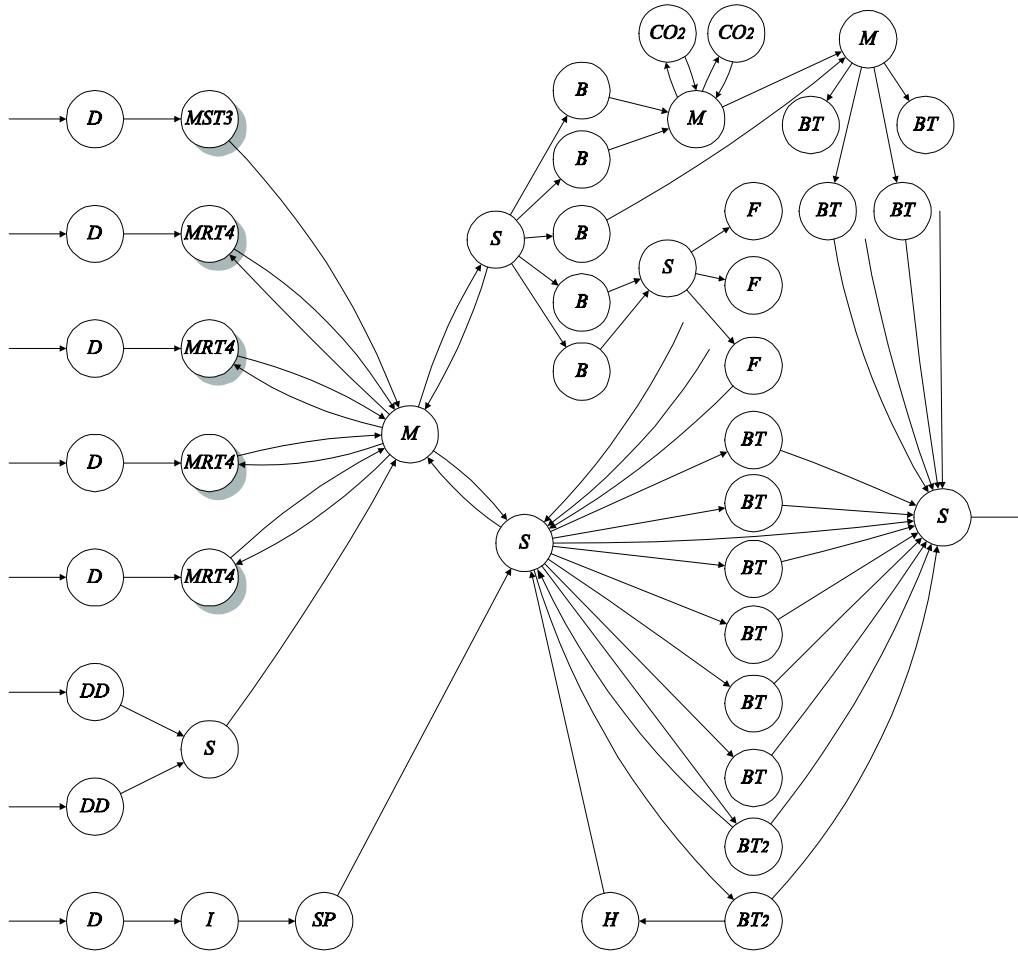 CO2 CO2 M
B
D MST3 M BT BT
B
F BT BT
D MRT4 S B
S
F
B
D MRT4 F
B
M BT
D MRT4
BT
S S
BT
D MRT4
BT
DD
BT
S
BT
DD
BT2
D I SP H BT2